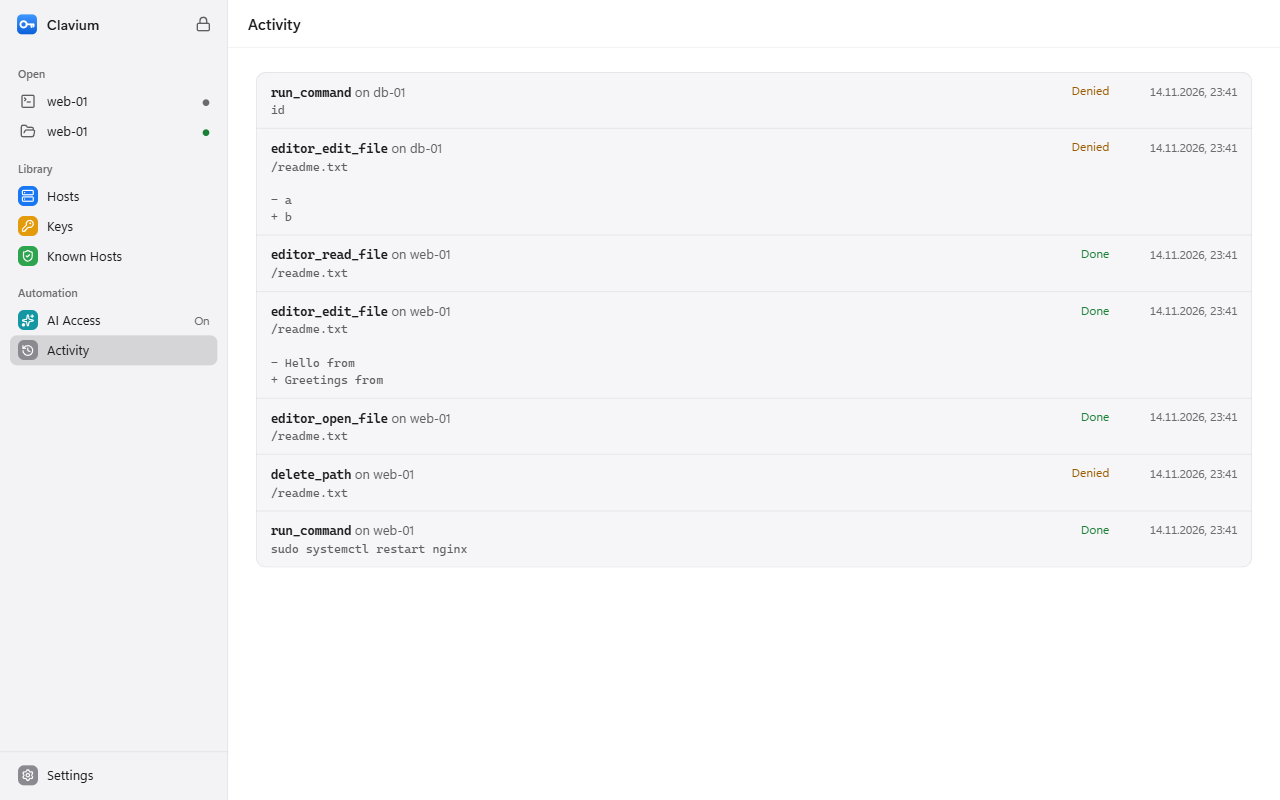 Clavium
Open
web-01
web-01
Library
Hosts
Keys
Known Hosts
Automation
AI Access On
Activity
Settings
Activity
run_command on db-01 Denied 14.11.2026, 23:41
id
editor_edit_file on db-01 Denied 14.11.2026, 23:41
/readme.txt
− a
+ b
editor_read_file on web-01 Done 14.11.2026, 23:41
/readme.txt
editor_edit_file on web-01 Done 14.11.2026, 23:41
/readme.txt
− Hello from
+ Greetings from
editor_open_file on web-01 Done 14.11.2026, 23:41
/readme.txt
delete_path on web-01 Denied 14.11.2026, 23:41
/readme.txt
run_command on web-01 Done 14.11.2026, 23:41
sudo systemctl restart nginx